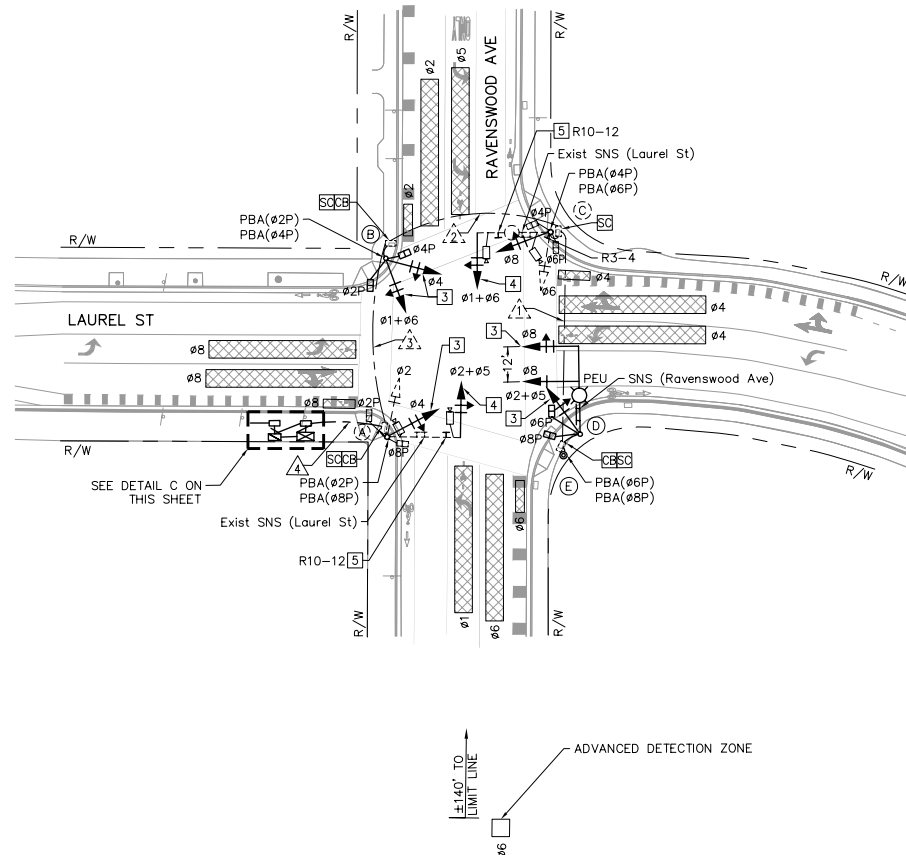 R/W
R/W
RAVENSWOOD AVE
ø2
ø5
5 R10-12
Exist SNS (Laurel St)
PBA(ø4P)
PBA(ø6P)
C
SC
SCCB
ø2
PBA(ø2P)
PBA(ø4P)
B
ø4P
ø4P
ø6P
R3-4
R/W
R/W
2
ø8
ø6
ø4
ø2P
ø4
3
4
ø1+ø6
ø1+ø6
1
ø4
ø4
LAUREL ST
3
3
ø8
3
ø8
ø8
ø2
ø2+ø5
12'
ø8
PEU
SNS (Ravenswood Ave)
ø4
4
ø2+ø5
3
ø8
ø2P
ø6P
ø8P
D
A
ø8P
R/W
4
SCCB
CBSC
R/W
SEE DETAIL C ON
THIS SHEET
PBA(ø2P)
PBA(ø8P)
E
PBA(ø6P)
PBA(ø8P)
Exist SNS (Laurel St)
ø6
R10-12 5
R/W
ø1
ø6
R/W
±140' TO
LIMIT LINE
ADVANCED DETECTION ZONE
ø6